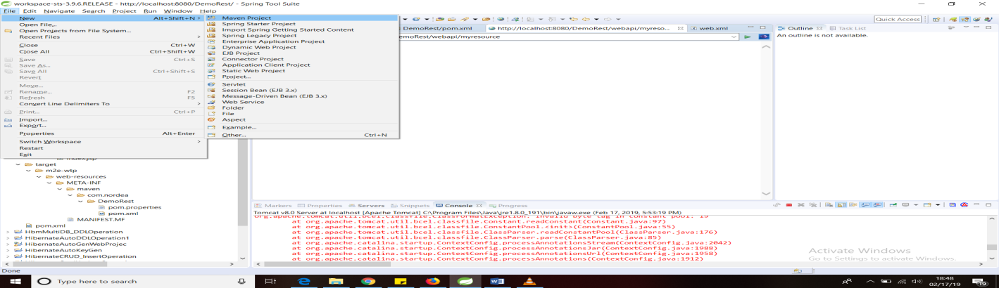 workspace-sts-3.9.6.RELEASE - http://localhost:8080/DemoRest/ - Spring Tool Suite
File Edit Navigate Search Project Run Window Help
New Alt+Shift+N >
Open File...
Open Projects from File System...
Recent Files >
Close Ctrl+W
Close All Ctrl+Shift+W
Save Ctrl+S
Save As...
Save All Ctrl+Shift+S
Revert
Move...
Rename... F2
Refresh F5
Convert Line Delimiters To >
Print... Ctrl+P
Import...
Export...
Properties Alt+Enter
Switch Workspace >
Restart
Exit
Maven Project
Spring Starter Project
Import Spring Getting Started Content
Spring Legacy Project
Enterprise Application Project
Dynamic Web Project
EJB Project
Connector Project
Application Client Project
Static Web Project
Project...
Servlet
Session Bean (EJB 3.x)
Message-Driven Bean (EJB 3.x)
Web Service
Folder
File
Aspect
Example...
Other... Ctrl+N
Quick Access
DemoRest/pom.xml http://localhost:8080/DemoRest/webapi/myreso... web.xml
emoRest/webapi/myresource
Outline Task List
An outline is not available.
index.jsp
target
m2e-wtp
web-resources
META-INF
maven
com.nordea
DemoRest
pom.properties
pom.xml
MANIFEST.MF
pom.xml
HbmMultiDB_DDLOperation
HibernateAutoDDLOperation1
HibernateAutoGenWebProjec
HibernateAutoKeyGen
HibernateCRUD_InsertOperation
Markers Properties Servers Snippets Console Progress
Tomcat v8.0 Server at localhost [Apache Tomcat] C:\Program Files\Java\jre1.8.0_191\bin\javaw.exe (Feb 17, 2019, 5:53:19 PM)
org.apache.tomcat.util.bcel.classfile.ClassFormatException: Invalid byte tag in constant pool: 19
at org.apache.tomcat.util.bcel.classfile.Constant.readConstant(Constant.java:97)
at org.apache.tomcat.util.bcel.classfile.ConstantPool.<init>(ConstantPool.java:55)
at org.apache.tomcat.util.bcel.classfile.ClassParser.readConstantPool(ClassParser.java:176)
at org.apache.tomcat.util.bcel.classfile.ClassParser.parse(ClassParser.java:85)
at org.apache.catalina.startup.ContextConfig.processAnnotationsStream(ContextConfig.java:2042)
at org.apache.catalina.startup.ContextConfig.processAnnotationsJar(ContextConfig.java:1988)
at org.apache.catalina.startup.ContextConfig.processAnnotationsUrl(ContextConfig.java:1958)
at org.apache.catalina.startup.ContextConfig.processAnnotations(ContextConfig.java:1912)
Activate Windows
Go to Settings to activate Windows.
Done
Type here to search
18:48
02/17/19
19